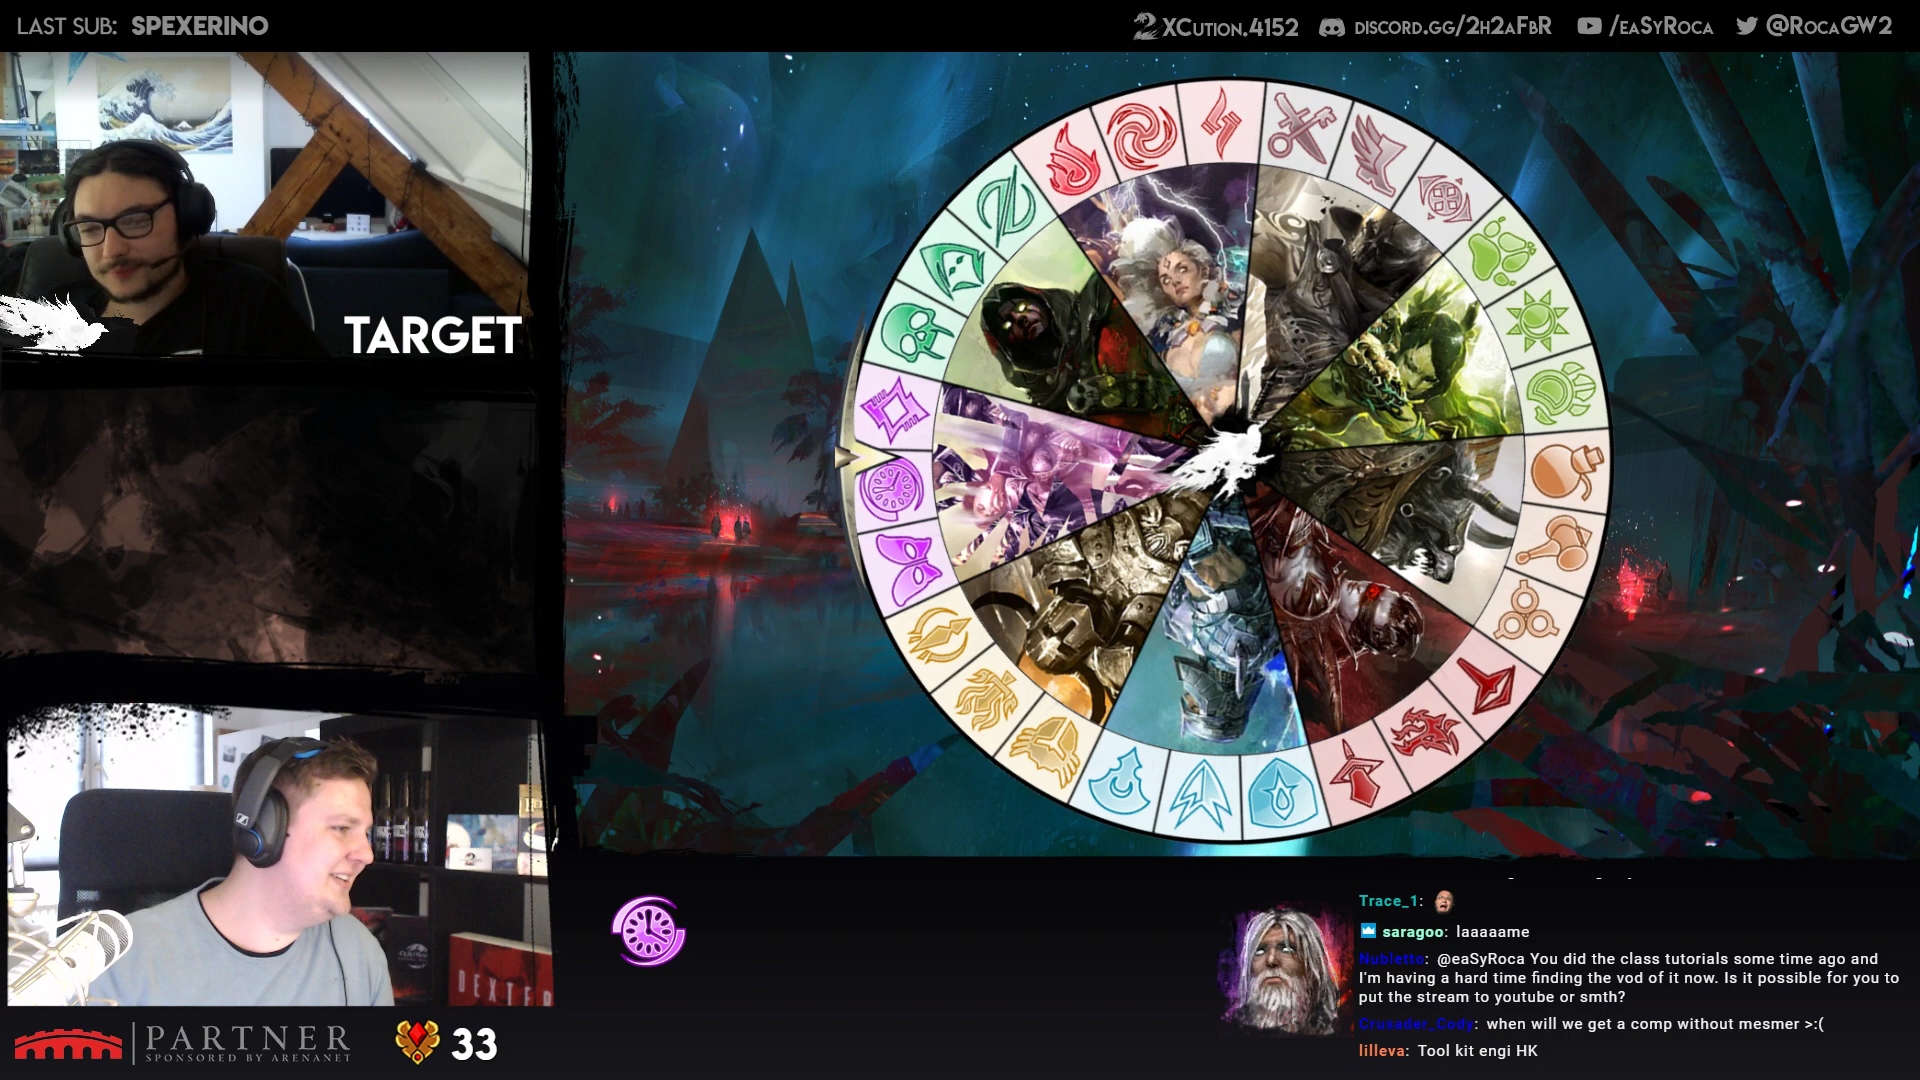 LAST SUB: SPEXERINO
XCution.4152
discord.gg/2h2aFbR
/eaSyRoca
@RocaGW2
TARGET
DEXTER
PARTNER
SPONSORED BY ARENANET
33
Trace_1:
saragoo: laaaaame
Nubletto: @eaSyRoca You did the class tutorials some time ago and
I'm having a hard time finding the vod of it now. Is it possible for you to
put the stream to youtube or smth?
Crusader_Cody: when will we get a comp without mesmer >:(
lilleva: Tool kit engi HK